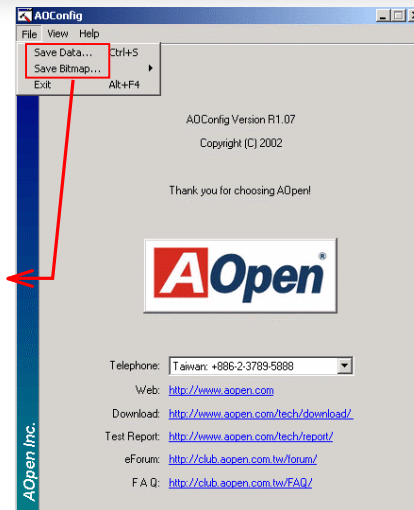 AOConfig
File View Help
Save Data... Ctrl+S
Save Bitmap...
Exit Alt+F4
AOConfig Version R1.07
Copyright (C) 2002
Thank you for choosing AOpen!
AOpen®
Telephone: Taiwan: +886-2-3789-5888
Web: http://www.aopen.com
Download: http://www.aopen.com/tech/download/
Test Report: http://www.aopen.com/tech/report/
eForum: http://club.aopen.com.tw/forum/
F A Q: http://club.aopen.com.tw/FAQ/
AOpen Inc.